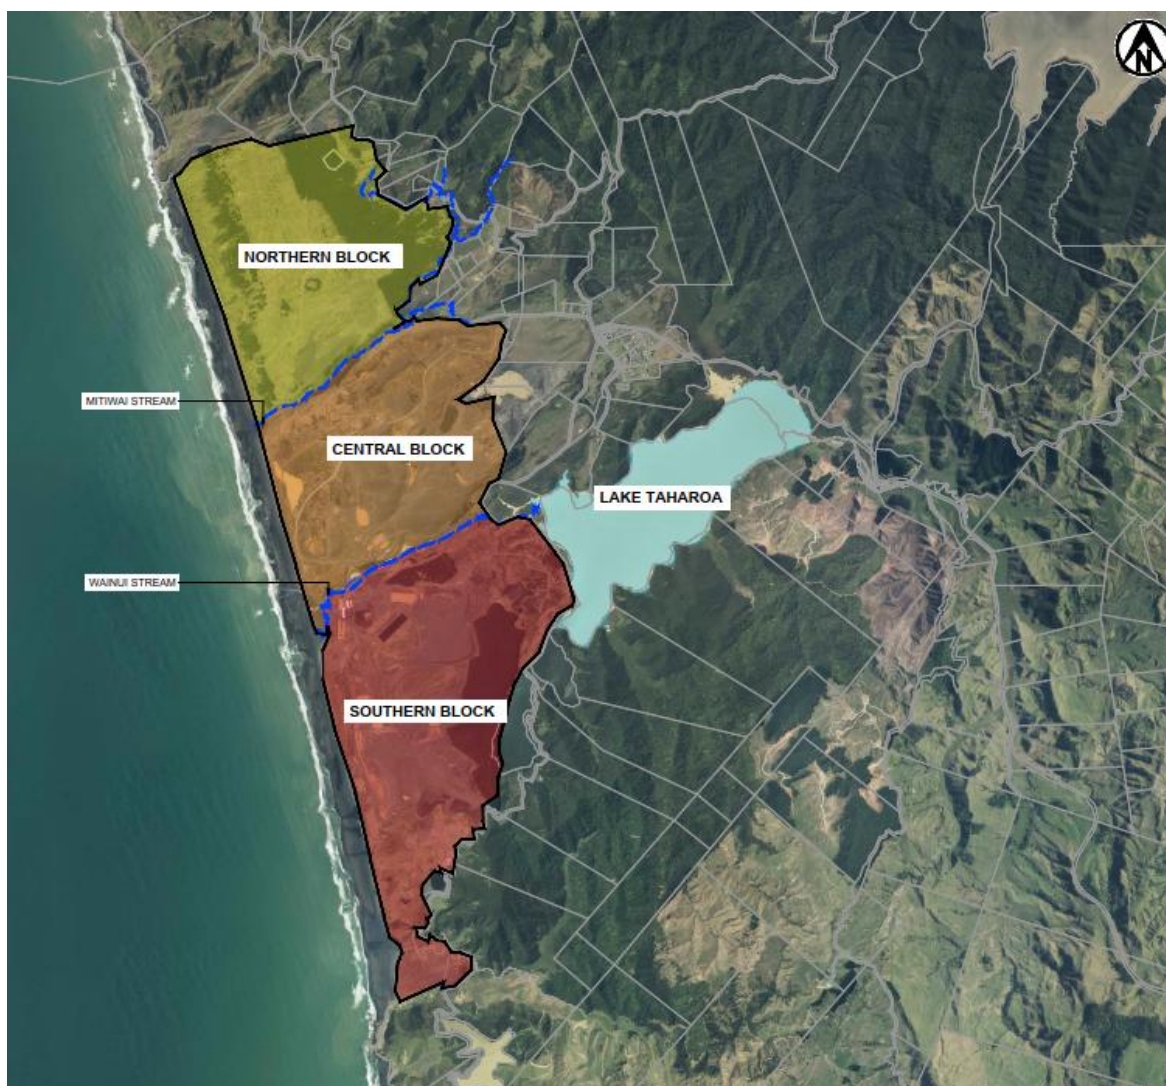 N
NORTHERN BLOCK
MITIWAI STREAM
CENTRAL BLOCK
LAKE TAHAROA
WAINUI STREAM
SOUTHERN BLOCK